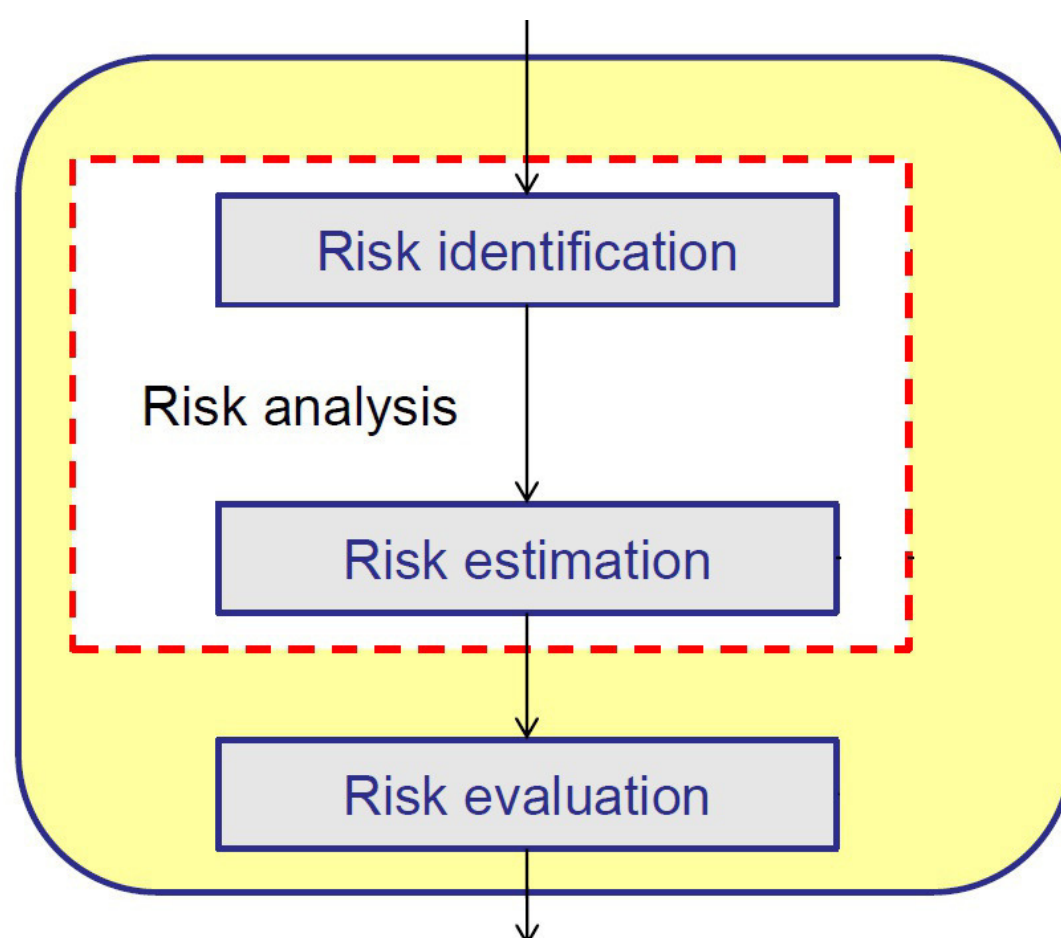 Risk identification
Risk analysis
Risk estimation
Risk evaluation